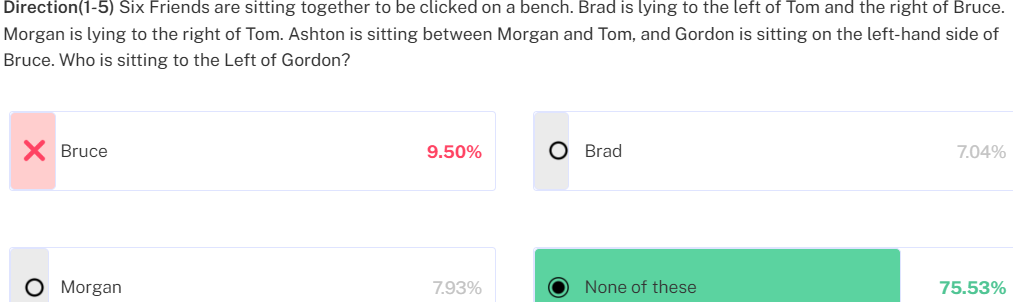 Direction(1-5) Six Friends are sitting together to be clicked on a bench. Brad is lying to the left of Tom and the right of Bruce.
Morgan is lying to the right of Tom. Ashton is sitting between Morgan and Tom, and Gordon is sitting on the left-hand side of
Bruce. Who is sitting to the Left of Gordon?
Bruce 9.50%
Brad 7.04%
Morgan 7.93%
None of these 75.53%